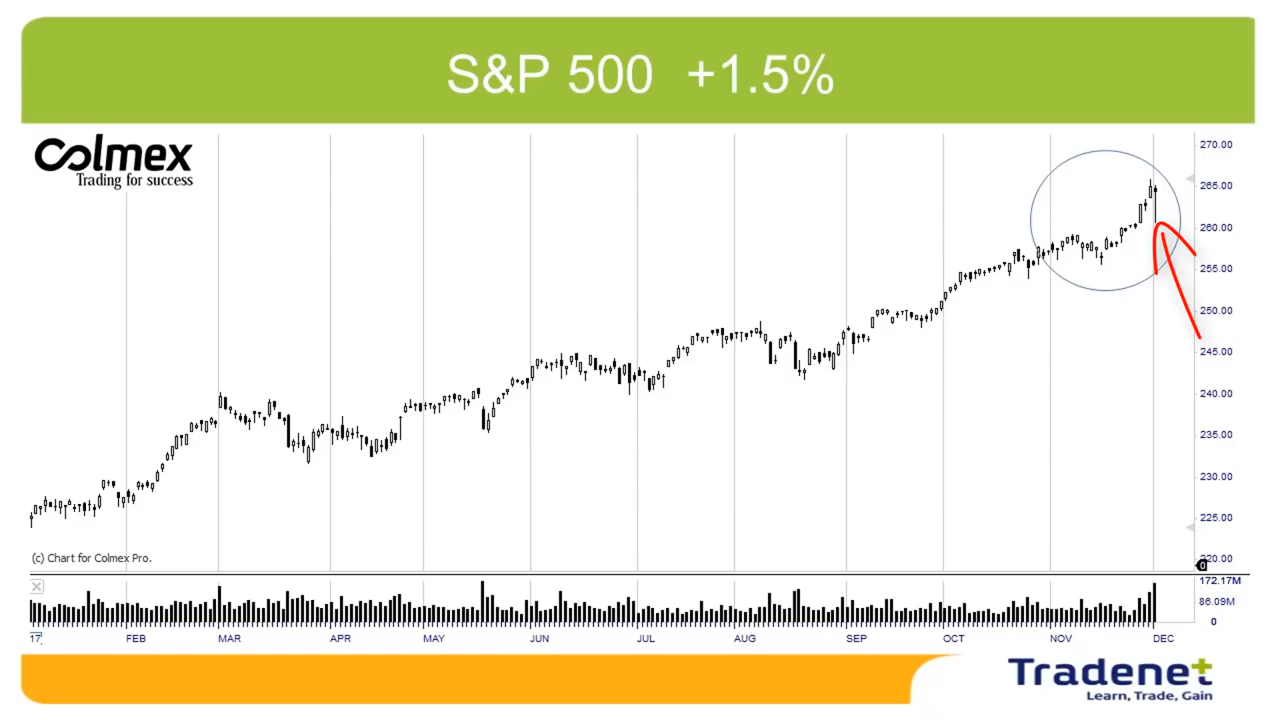 S&P 500 +1.5%
Colmex
Trading for success
270.00
265.00
260.00
255.00
250.00
245.00
240.00
235.00
230.00
225.00
220.00
(c) Chart for Colmex Pro.
0
172.17M
86.09M
0
17 FEB MAR APR MAY JUN JUL AUG SEP OCT NOV DEC
Tradenet
Learn, Trade, Gain